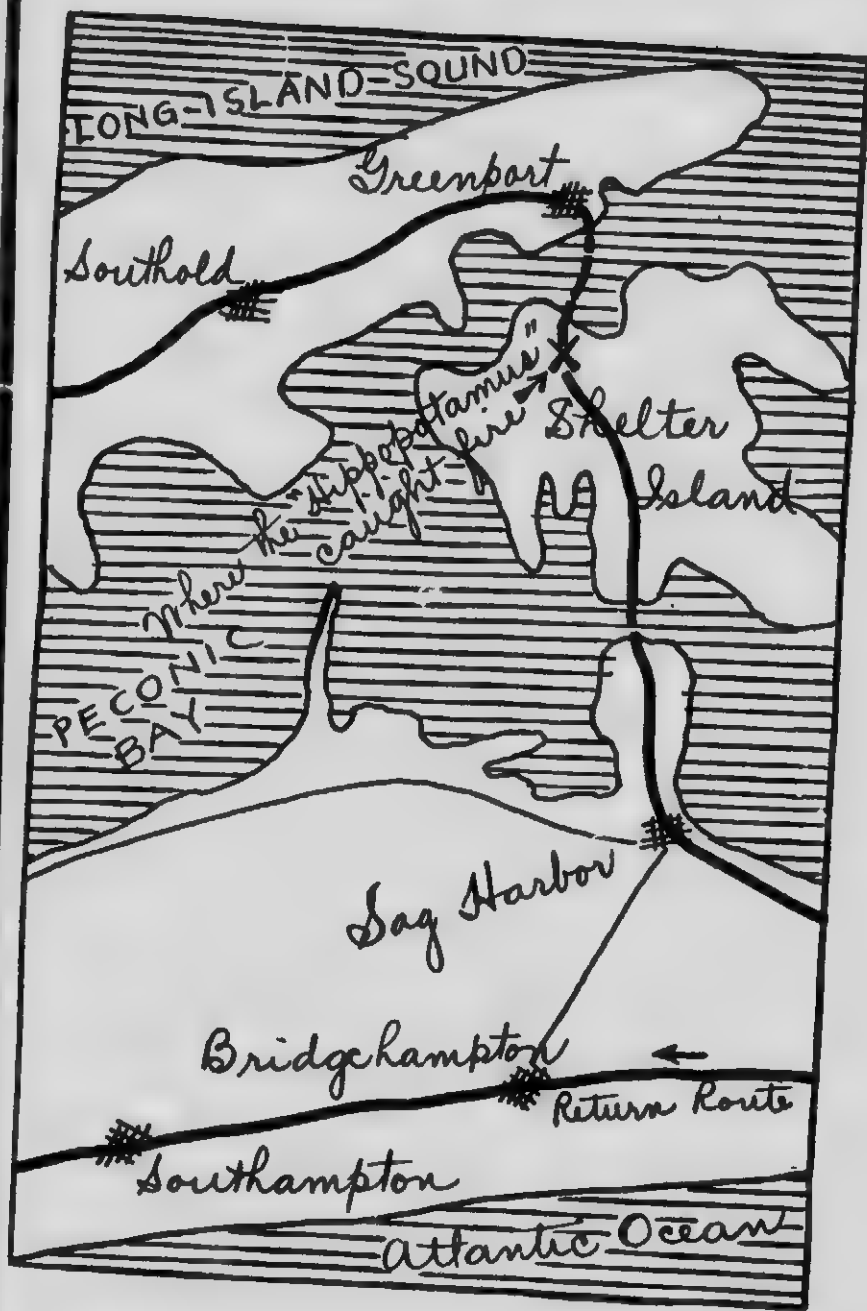 LONG-ISLAND-SOUND
Greenport
Southold
Where the "Hippopotamus"
caught fire
Shelter
Island
PECONIC
BAY
Sag Harbor
Bridgehampton
Return Route
Southampton
Atlantic Ocean